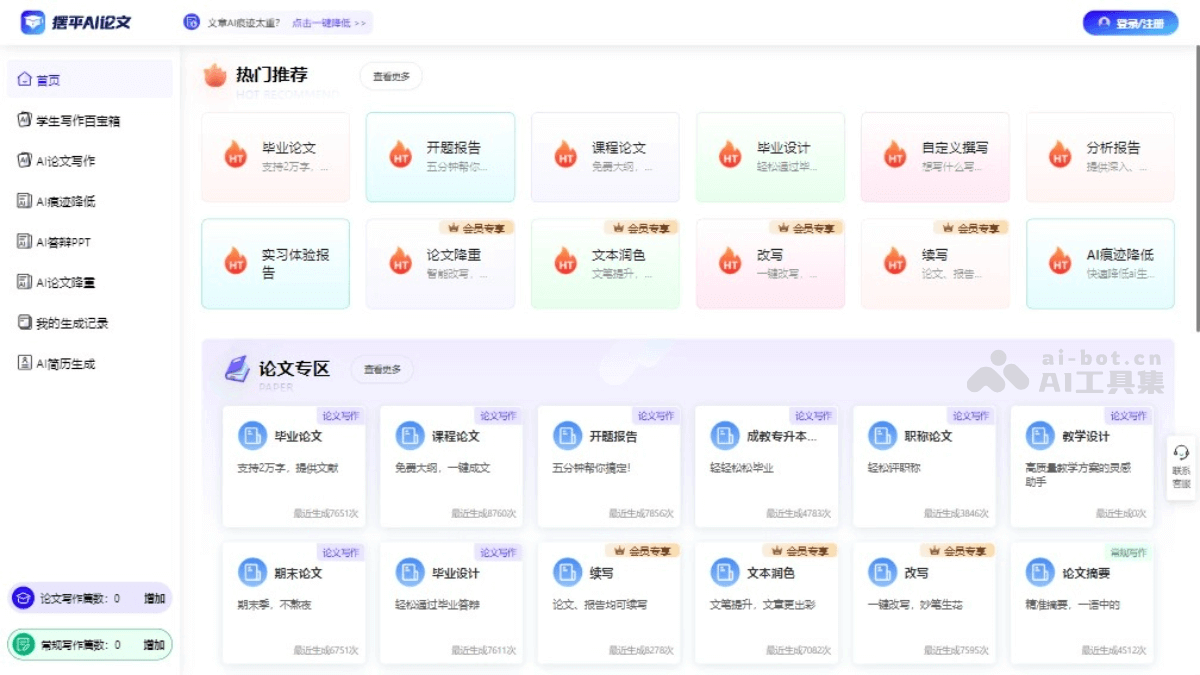 摆平AI论文
文章AI痕迹太重? 点击一键降低 >>
登录/注册
首页
学生写作百宝箱
AI论文写作
AI痕迹降低
AI答辩PPT
AI论文降重
我的生成记录
AI简历生成
论文写作篇数: 0 增加
常规写作篇数: 0 增加
热门推荐
查看更多
HOT RECOMMEND
HT
毕业论文
支持2万字, ...
HT
开题报告
五分钟帮你...
HT
课程论文
免费大纲, ...
HT
毕业设计
轻松通过毕...
HT
自定义撰写
想写什么写...
HT
分析报告
提供深入、...
HT
实习体验报
告
会员专享
HT
论文降重
智能改写, ...
会员专享
HT
文本润色
文笔提升, ...
会员专享
HT
改写
一键改写, ...
会员专享
HT
续写
论文、报告...
HT
AI痕迹降低
快速降低ai生...
论文专区
查看更多
PAPER
ai-bot.cn
AI工具集
论文写作
毕业论文
支持2万字, 提供文献
最近生成7651次
论文写作
课程论文
免费大纲, 一键成文
最近生成8760次
论文写作
开题报告
五分钟帮你搞定!
最近生成7856次
论文写作
成教专升本...
轻轻松松毕业
最近生成4783次
论文写作
职称论文
轻松评职称
最近生成3846次
论文写作
教学设计
高质量教学方案的灵感
助手
最近生成0次
论文写作
期末论文
期末季, 不熬夜
最近生成6751次
论文写作
毕业设计
轻松通过毕业答辩
最近生成7611次
会员专享
续写
论文、报告均可续写
最近生成8278次
会员专享
文本润色
文笔提升, 文章更出彩
最近生成7082次
会员专享
改写
一键改写, 妙笔生花
最近生成7595次
常规写作
论文摘要
精准摘要, 一语中的
最近生成4512次
联系
客服